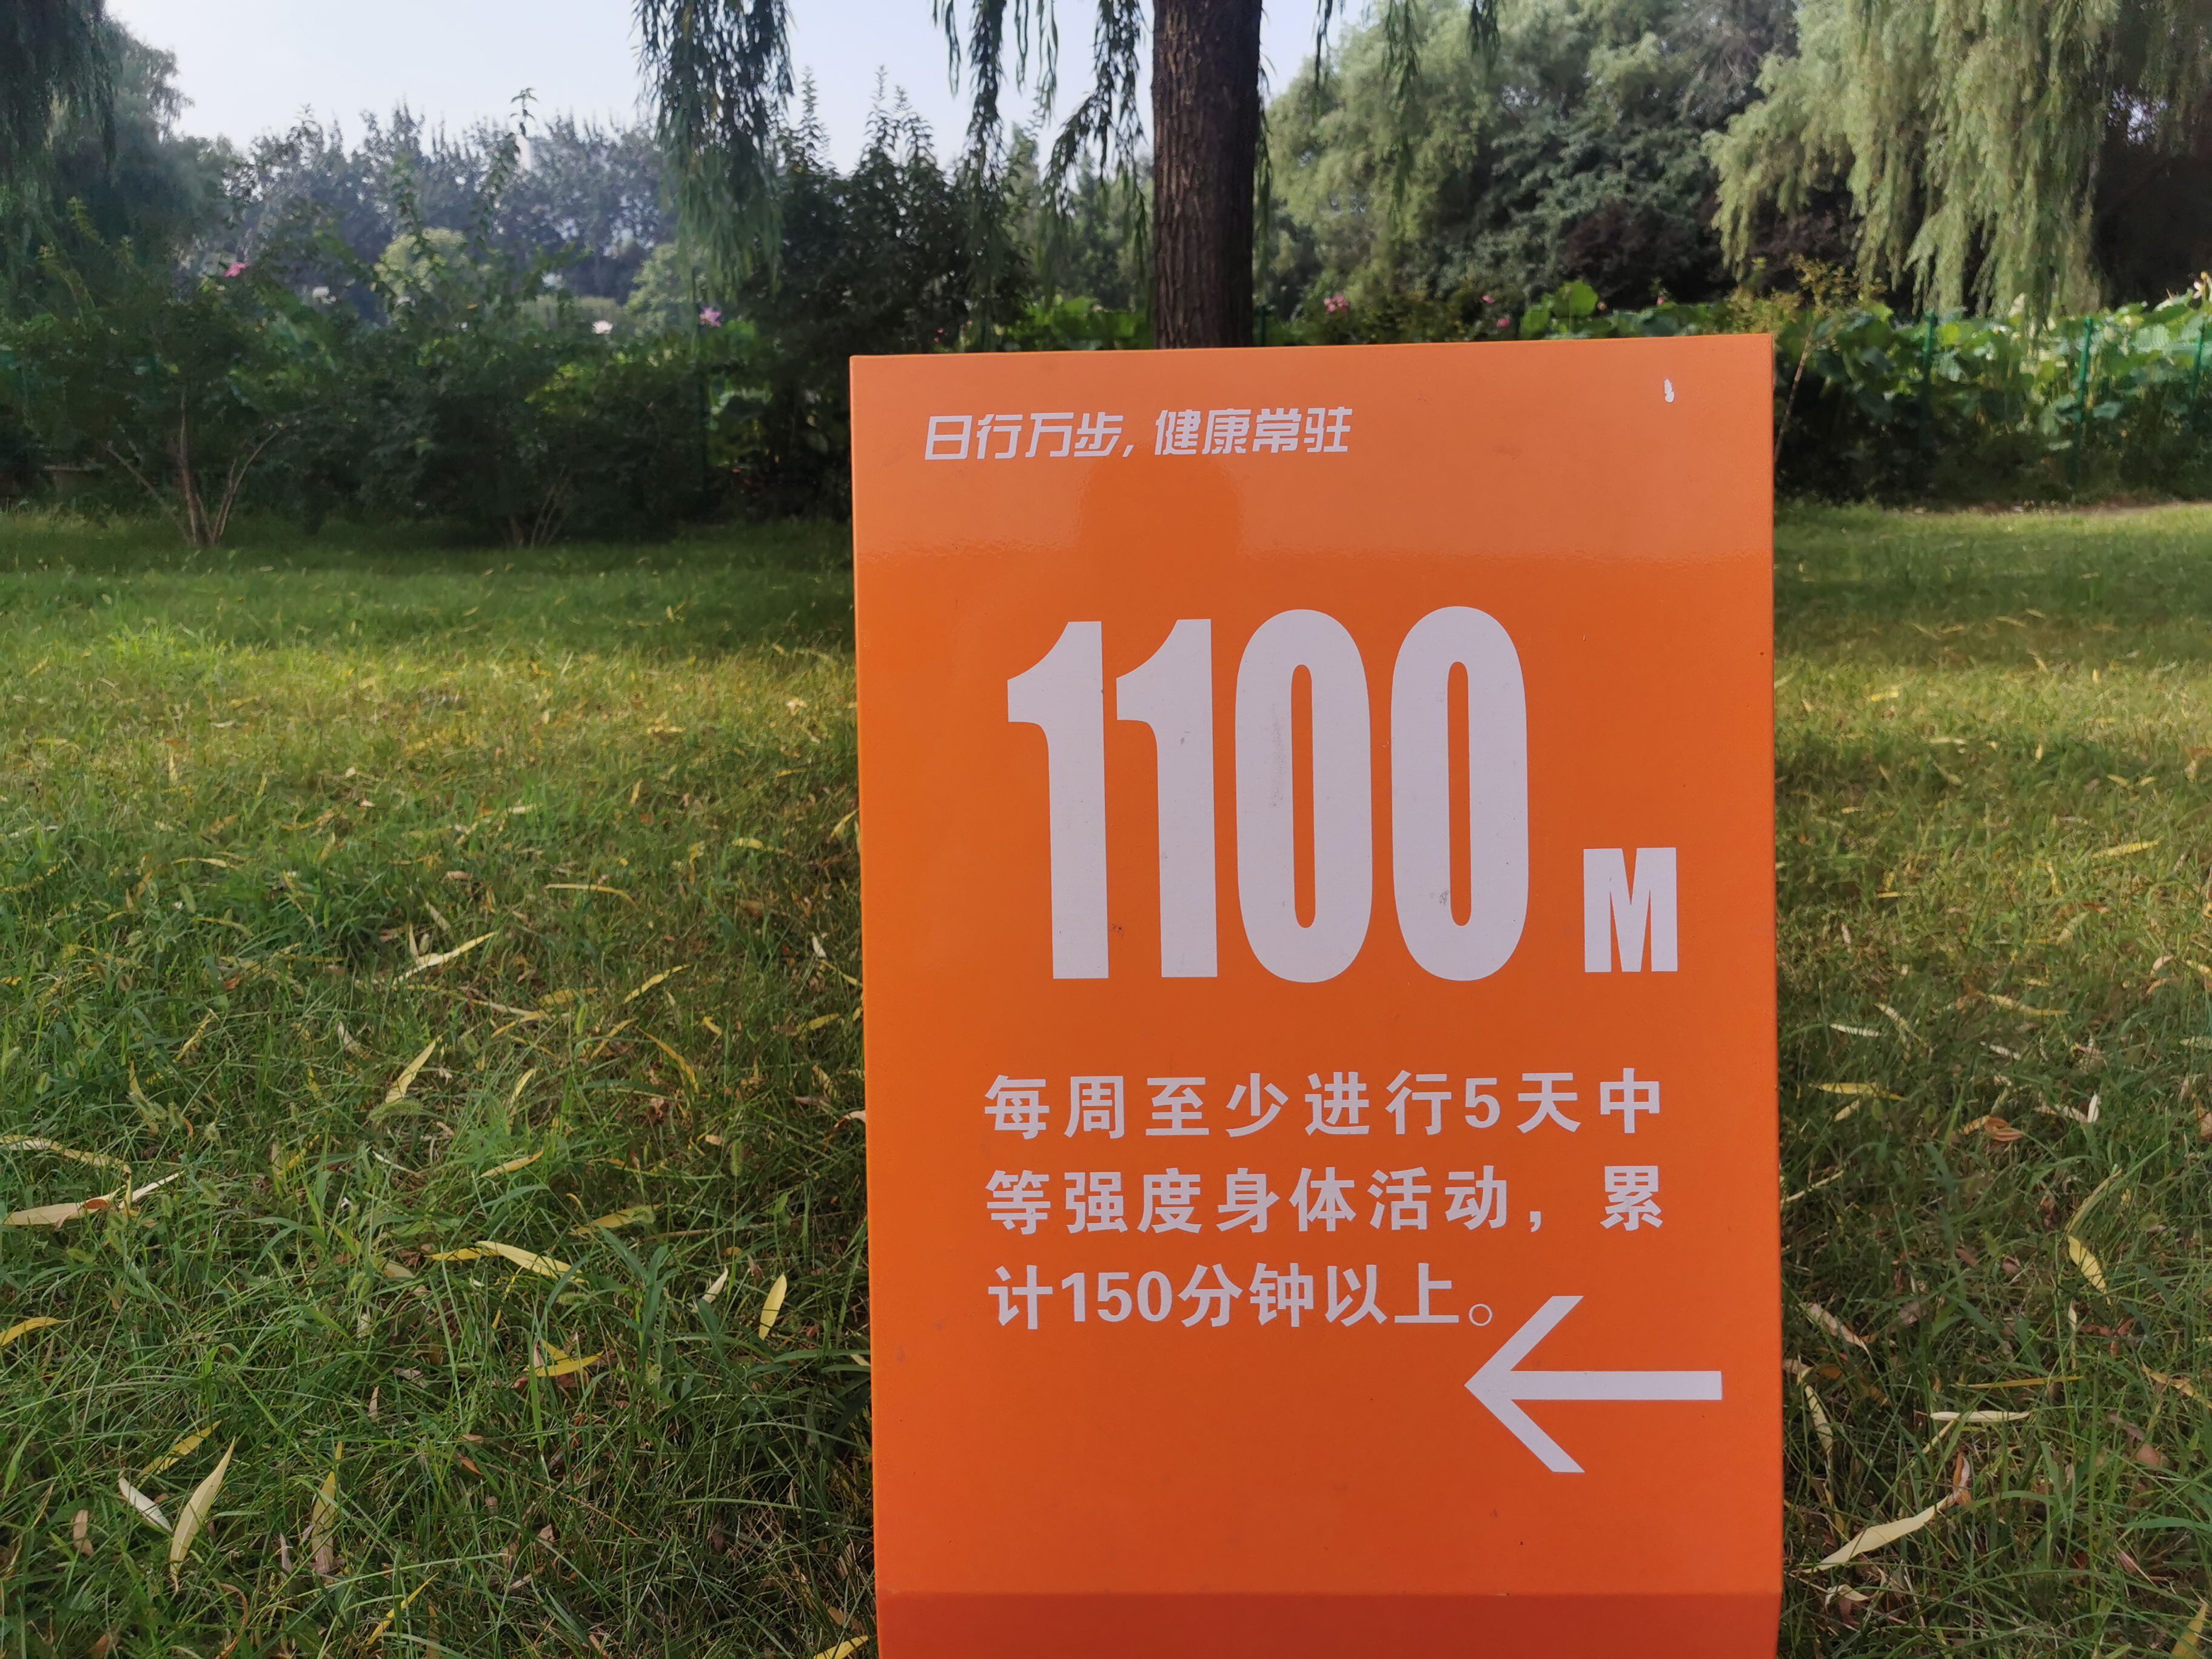 日行万步,健康常驻
1100 M
每周至少进行5天中
等强度身体活动，累
计150分钟以上。